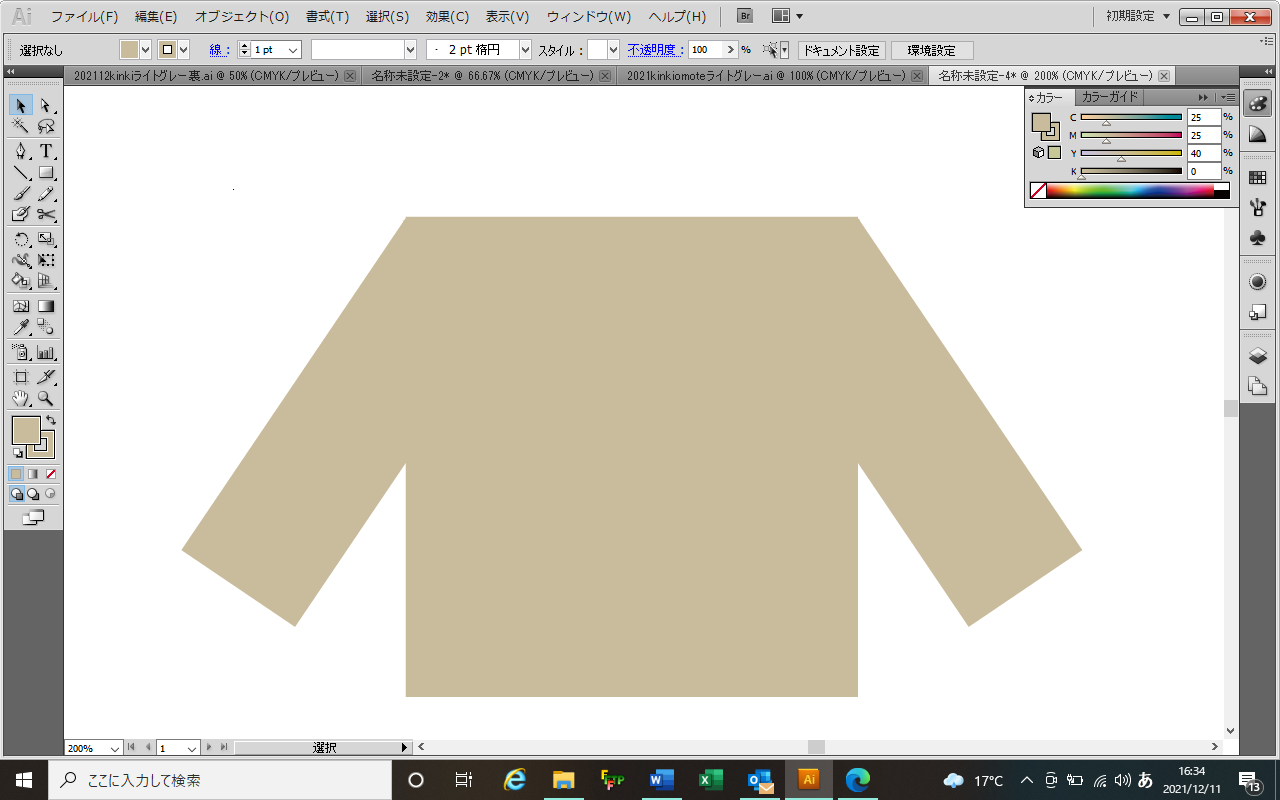 Ai ファイル(F) 編集(E) オブジェクト(O) 書式(T) 選択(S) 効果(C) 表示(V) ウィンドウ(W) ヘルプ(H) Br 初期設定
選択なし 線 : 1 pt 2 pt 楕円 スタイル : 不透明度 : 100 % ドキュメント設定 環境設定
202112kinkiライトグレー裏.ai @ 50% (CMYK/プレビュー) 名称未設定-2* @ 66.67% (CMYK/プレビュー) 2021kinkiomoteライトグレー.ai @ 100% (CMYK/プレビュー) 名称未設定-4* @ 200% (CMYK/プレビュー)
カラー カラーガイド
C 25 %
M 25 %
Y 40 %
K 0 %
200% 1 選択
ここに入力して検索 FFTP Ai 17°C あ 16:34
2021/12/11
13